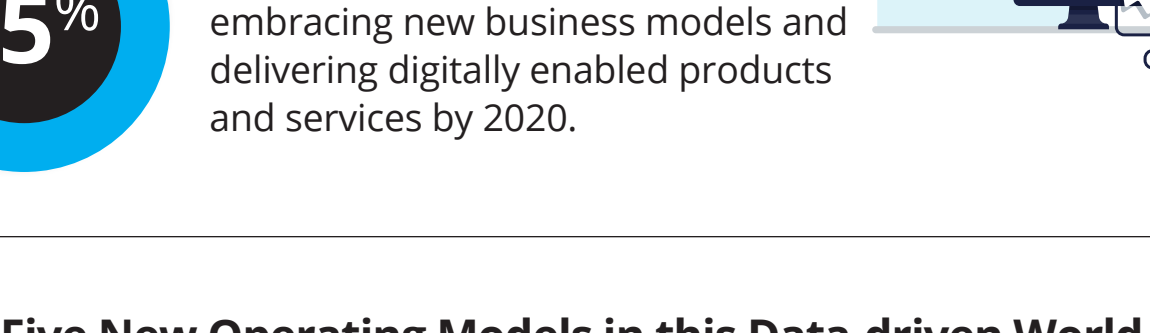 5%
embracing new business models and
delivering digitally enabled products
and services by 2020.
Five New Operating Models in this Data-driven World